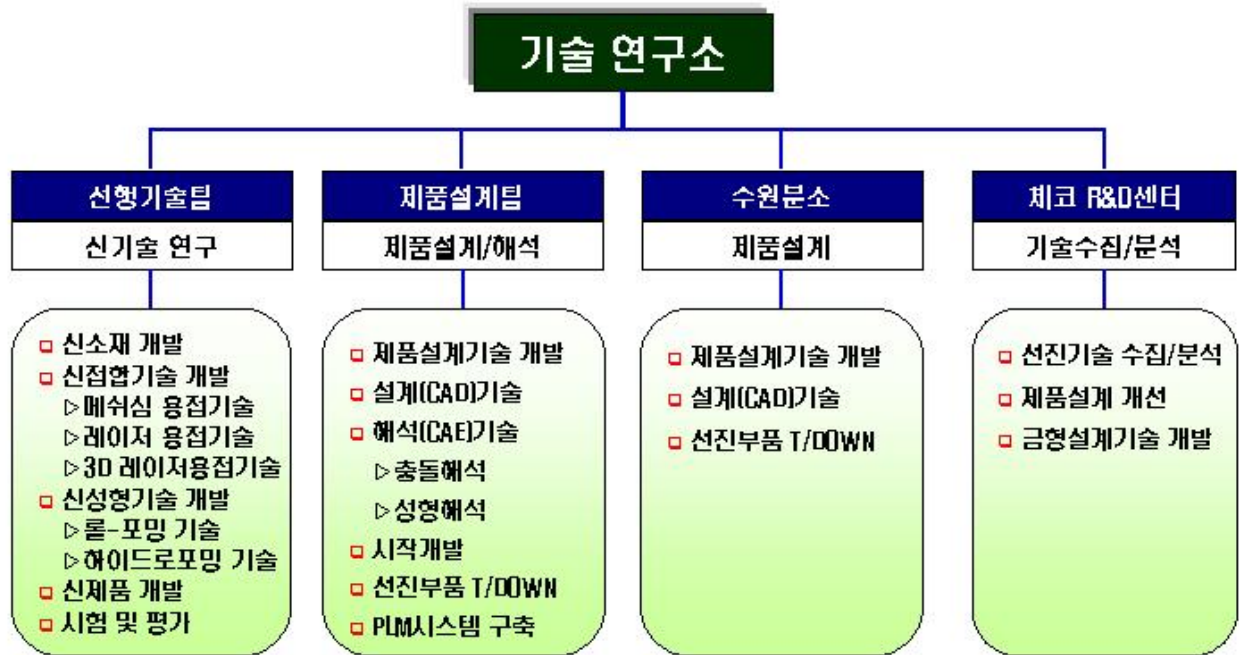 기술 연구소
선행기술팀
신기술 연구
□ 신소재 개발
□ 신접합기술 개발
▷메쉬심 용접기술
▷레이저 용접기술
▷3D 레이저용접기술
□ 신성형기술 개발
▷롤-포밍 기술
▷하이드로포밍 기술
□ 신제품 개발
□ 시험 및 평가
제품설계팀
제품설계/해석
□ 제품설계기술 개발
□ 설계(CAD)기술
□ 해석(CAE)기술
▷충돌해석
▷성형해석
□ 시작개발
□ 선진부품 T/DOWN
□ PLM시스템 구축
수원분소
제품설계
□ 제품설계기술 개발
□ 설계(CAD)기술
□ 선진부품 T/DOWN
체코 R&D센터
기술수집/분석
□ 선진기술 수집/분석
□ 제품설계 개선
□ 금형설계기술 개발